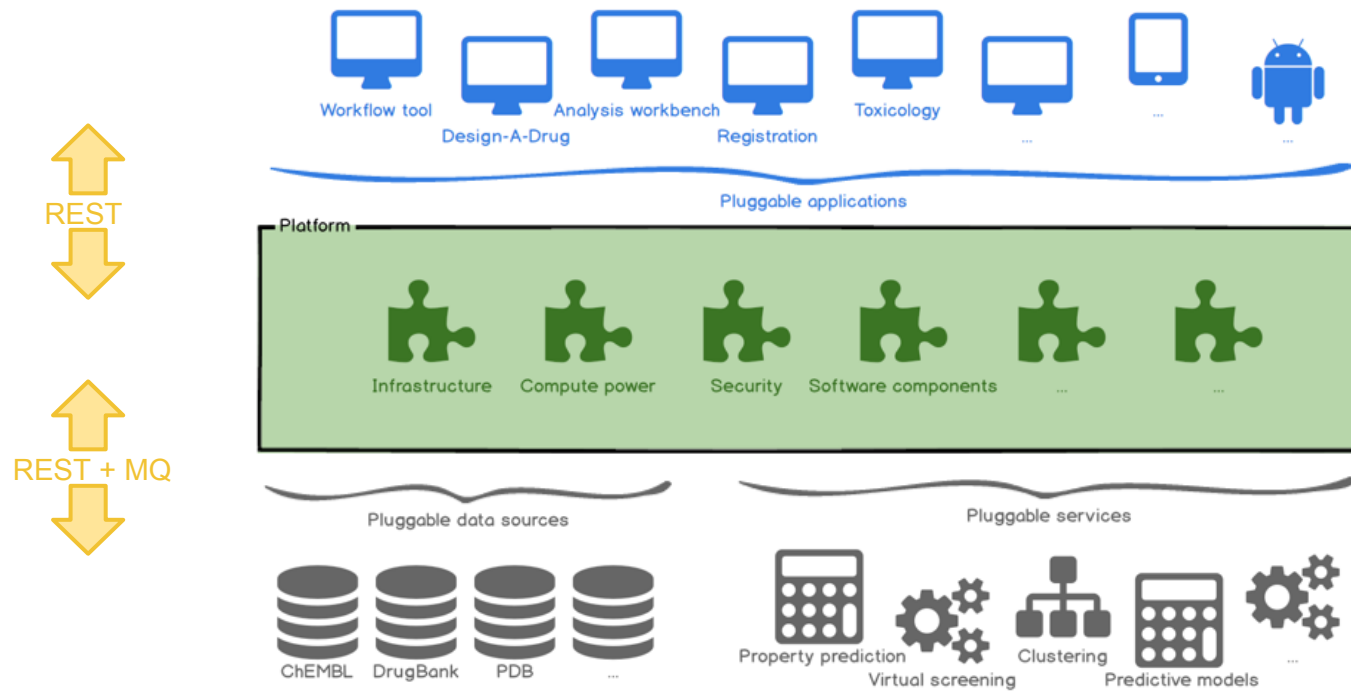 Workflow tool
Design-A-Drug
Analysis workbench
Registration
Toxicology
...
...
...
Pluggable applications
REST
Platform
Infrastructure
Compute power
Security
Software components
...
...
REST + MQ
Pluggable data sources
Pluggable services
ChEMBL
DrugBank
PDB
...
Property prediction
Virtual screening
Clustering
Predictive models
...